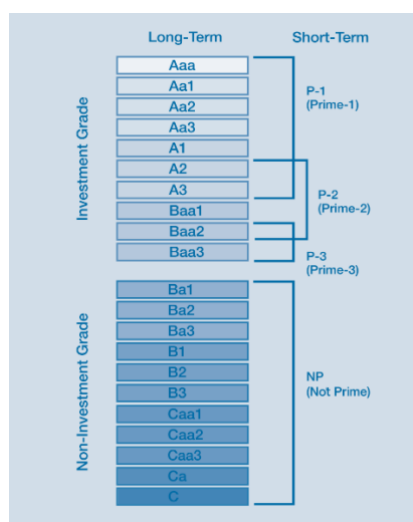 Long-Term Short-Term
Investment Grade
Aaa
Aa1
Aa2
Aa3
A1
A2
A3
Baa1
Baa2
Baa3
P-1
(Prime-1)
P-2
(Prime-2)
P-3
(Prime-3)
Non-Investment Grade
Ba1
Ba2
Ba3
B1
B2
B3
Caa1
Caa2
Caa3
Ca
C
NP
(Not Prime)